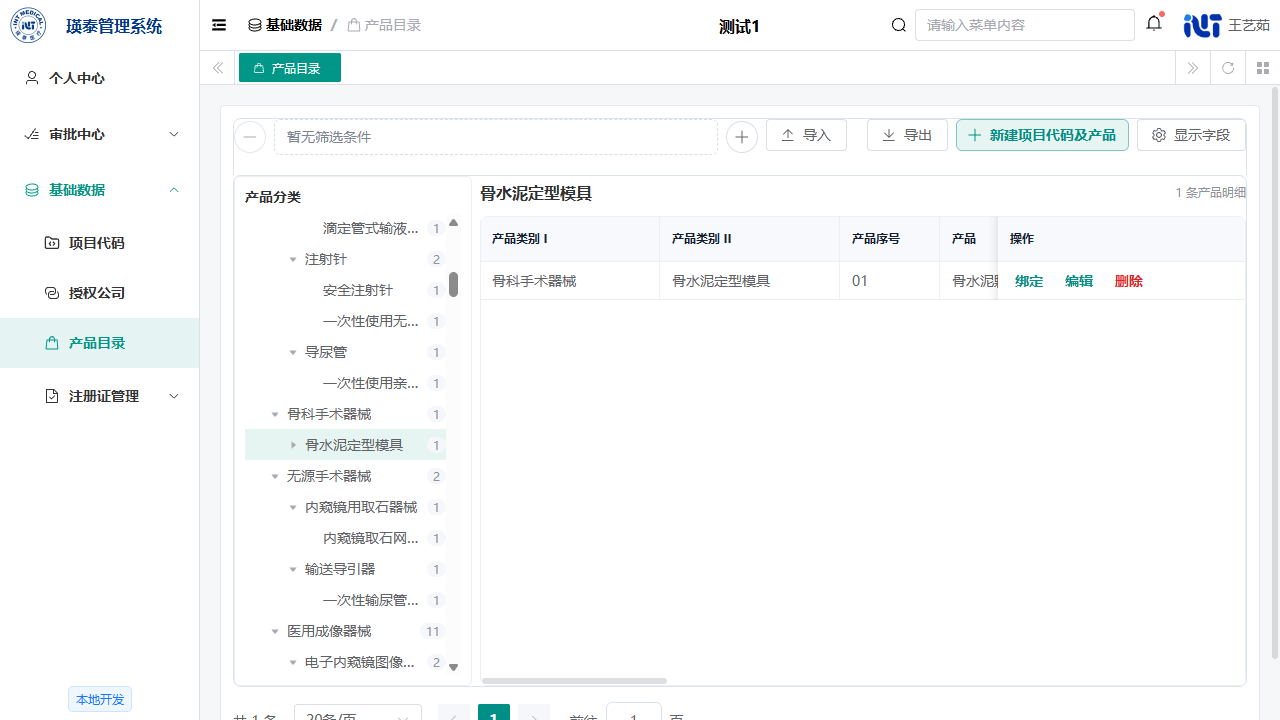 瑛泰管理系统
基础数据 / 产品目录
测试1
请输入菜单内容
王艺茹
个人中心
审批中心
基础数据
项目代码
授权公司
产品目录
注册证管理
本地开发
产品目录
暂无筛选条件
导入
导出
新建项目代码及产品
显示字段
产品分类
滴定管式输液... 1
注射针 2
安全注射针 1
一次性使用无... 1
导尿管 1
一次性使用亲... 1
骨科手术器械 1
骨水泥定型模具 1
无源手术器械 2
内窥镜用取石器械 1
内窥镜取石网... 1
输送导引器 1
一次性输尿管... 1
医用成像器械 11
电子内窥镜图像... 2
骨水泥定型模具
1 条产品明细
产品类别 I 产品类别 II 产品序号 产品 操作
骨科手术器械 骨水泥定型模具 01 骨水泥 绑定 编辑 删除
共 1 条 20条/页 1 前往 1 页